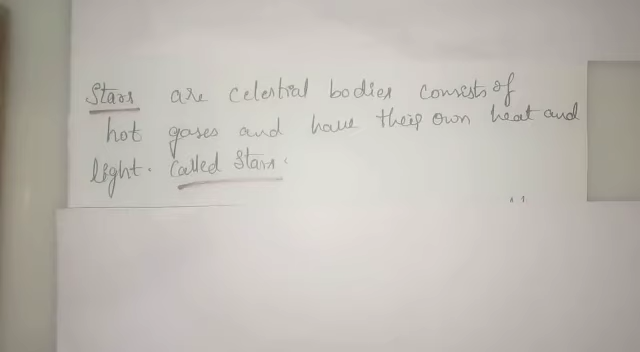 Stars are celestial bodies consists of
hot gases and have their own heat and
light. Called Stars.